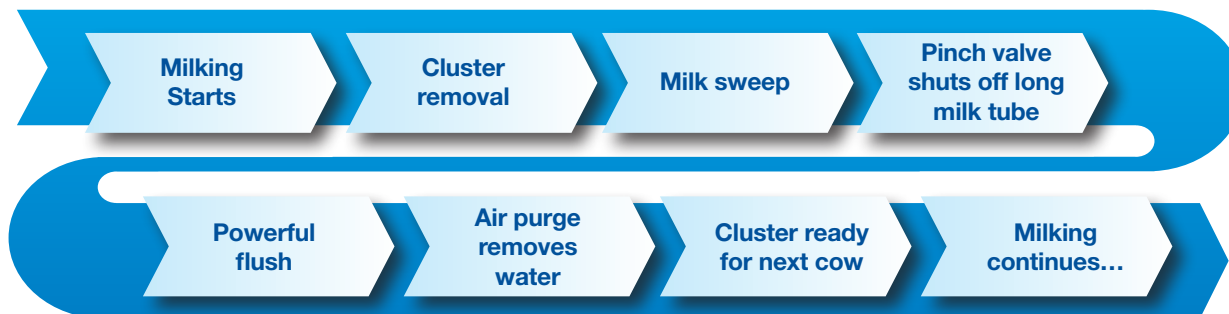 Milking
Starts
Cluster
removal
Milk sweep
Pinch valve
shuts off long
milk tube
Powerful
flush
Air purge
removes
water
Cluster ready
for next cow
Milking
continues…